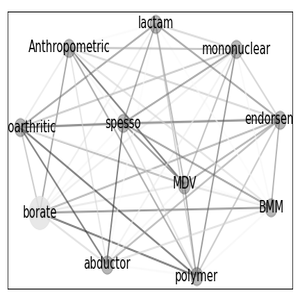 lactam
Anthropometric
mononuclear
oarthritic
spesso
endorsen
MDV
borate
BMM
abductor
polymer